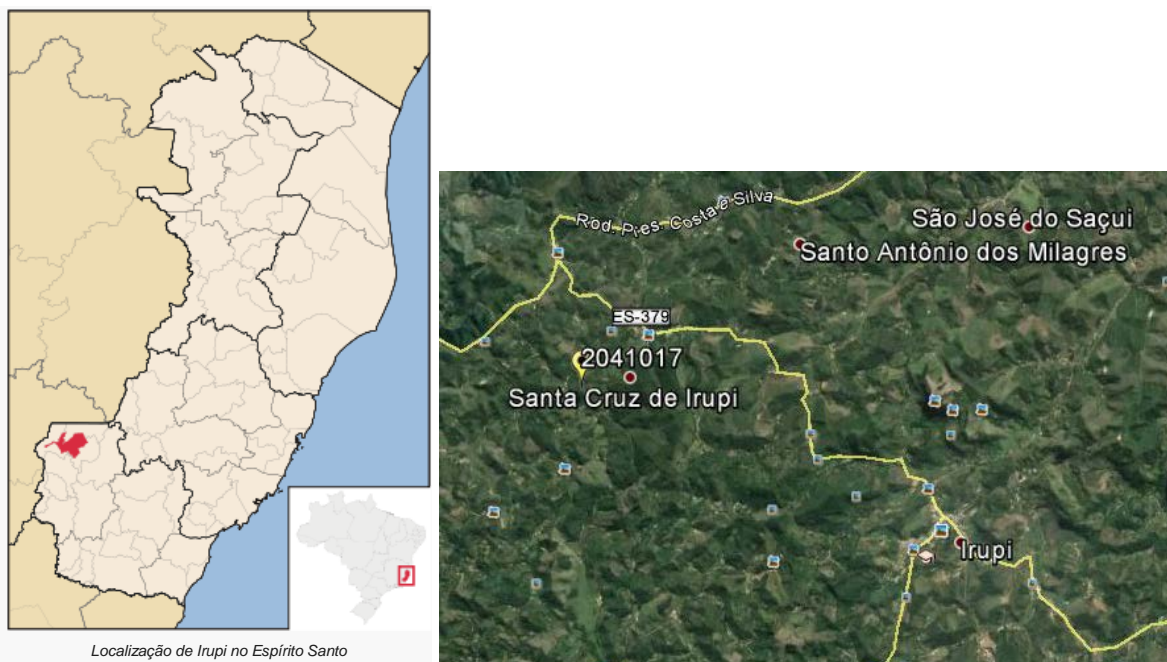 Rod. Pres. Costa e Silva
São José do Saçui
Santo Antônio dos Milagres
ES-379
2041017
Santa Cruz de Irupi
Irupi
Localização de Irupi no Espírito Santo